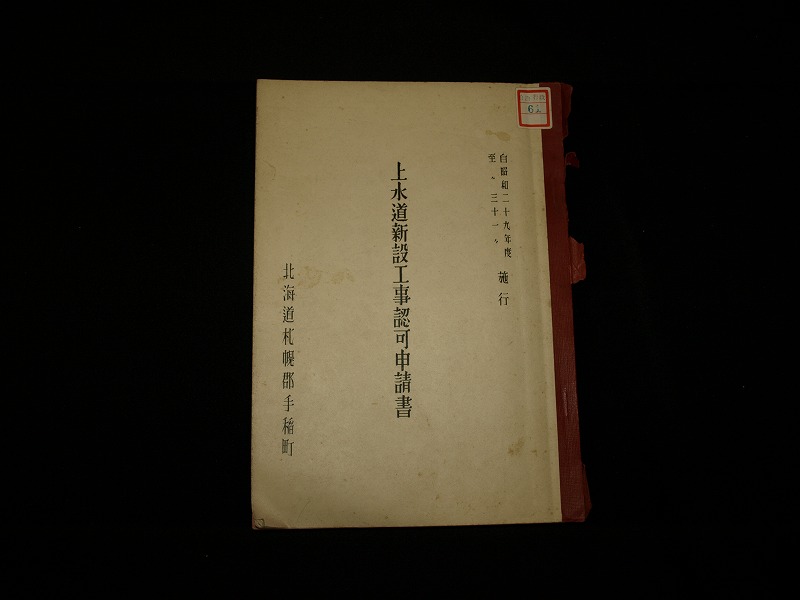 61
自昭和二十九年度
至〃三十一〃
施行
上水道新設工事認可申請書
北海道札幌郡手稲町